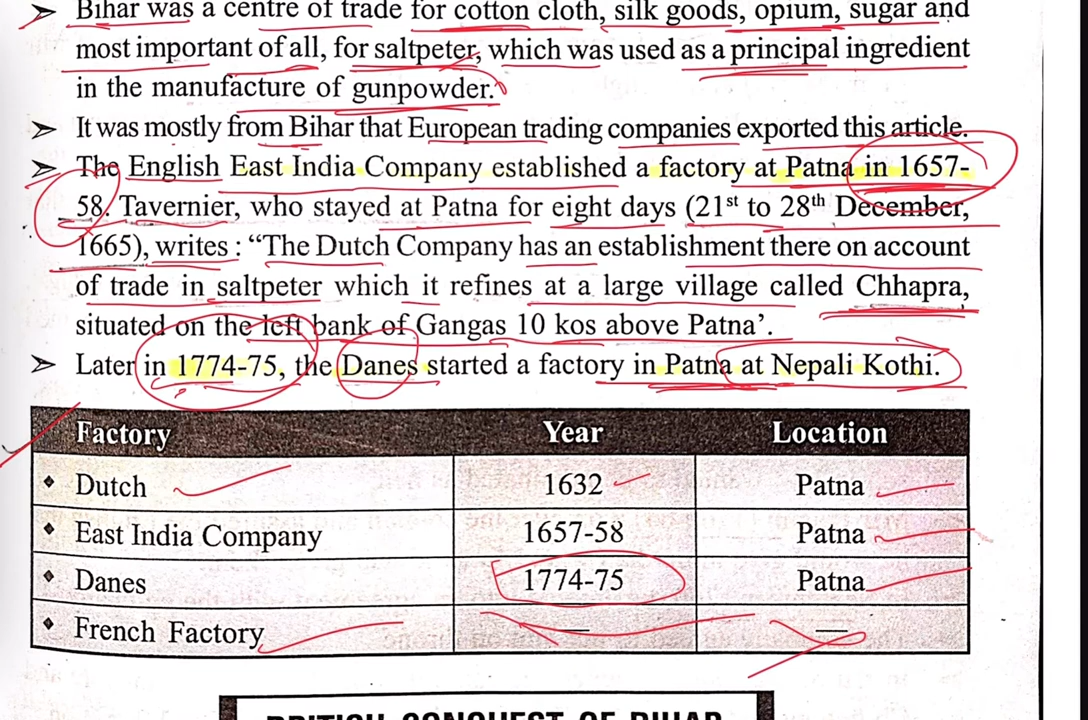 ➢ Bihar was a centre of trade for cotton cloth, silk goods, opium, sugar and
most important of all, for saltpeter, which was used as a principal ingredient
in the manufacture of gunpowder.
➢ It was mostly from Bihar that European trading companies exported this article.
➢ The English East India Company established a factory at Patna in 1657-
58. Tavernier, who stayed at Patna for eight days (21st to 28th December,
1665), writes : “The Dutch Company has an establishment there on account
of trade in saltpeter which it refines at a large village called Chhapra,
situated on the left bank of Gangas 10 kos above Patna’.
➢ Later in 1774-75, the Danes started a factory in Patna at Nepali Kothi.
Factory Year Location
❖ Dutch 1632 Patna
❖ East India Company 1657-58 Patna
❖ Danes 1774-75 Patna
❖ French Factory — —
BRITISH CONQUEST OF BIHAR